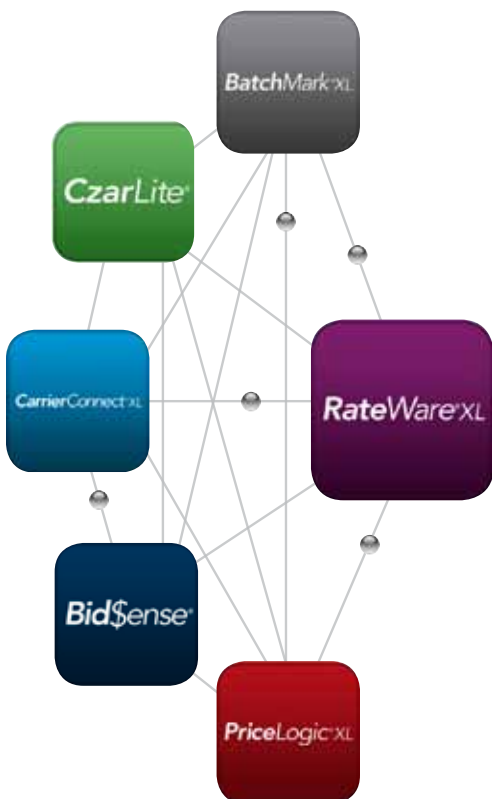 BatchMark® XL
CzarLite®
CarrierConnect® XL
RateWare® XL
Bid$ense®
PriceLogic® XL